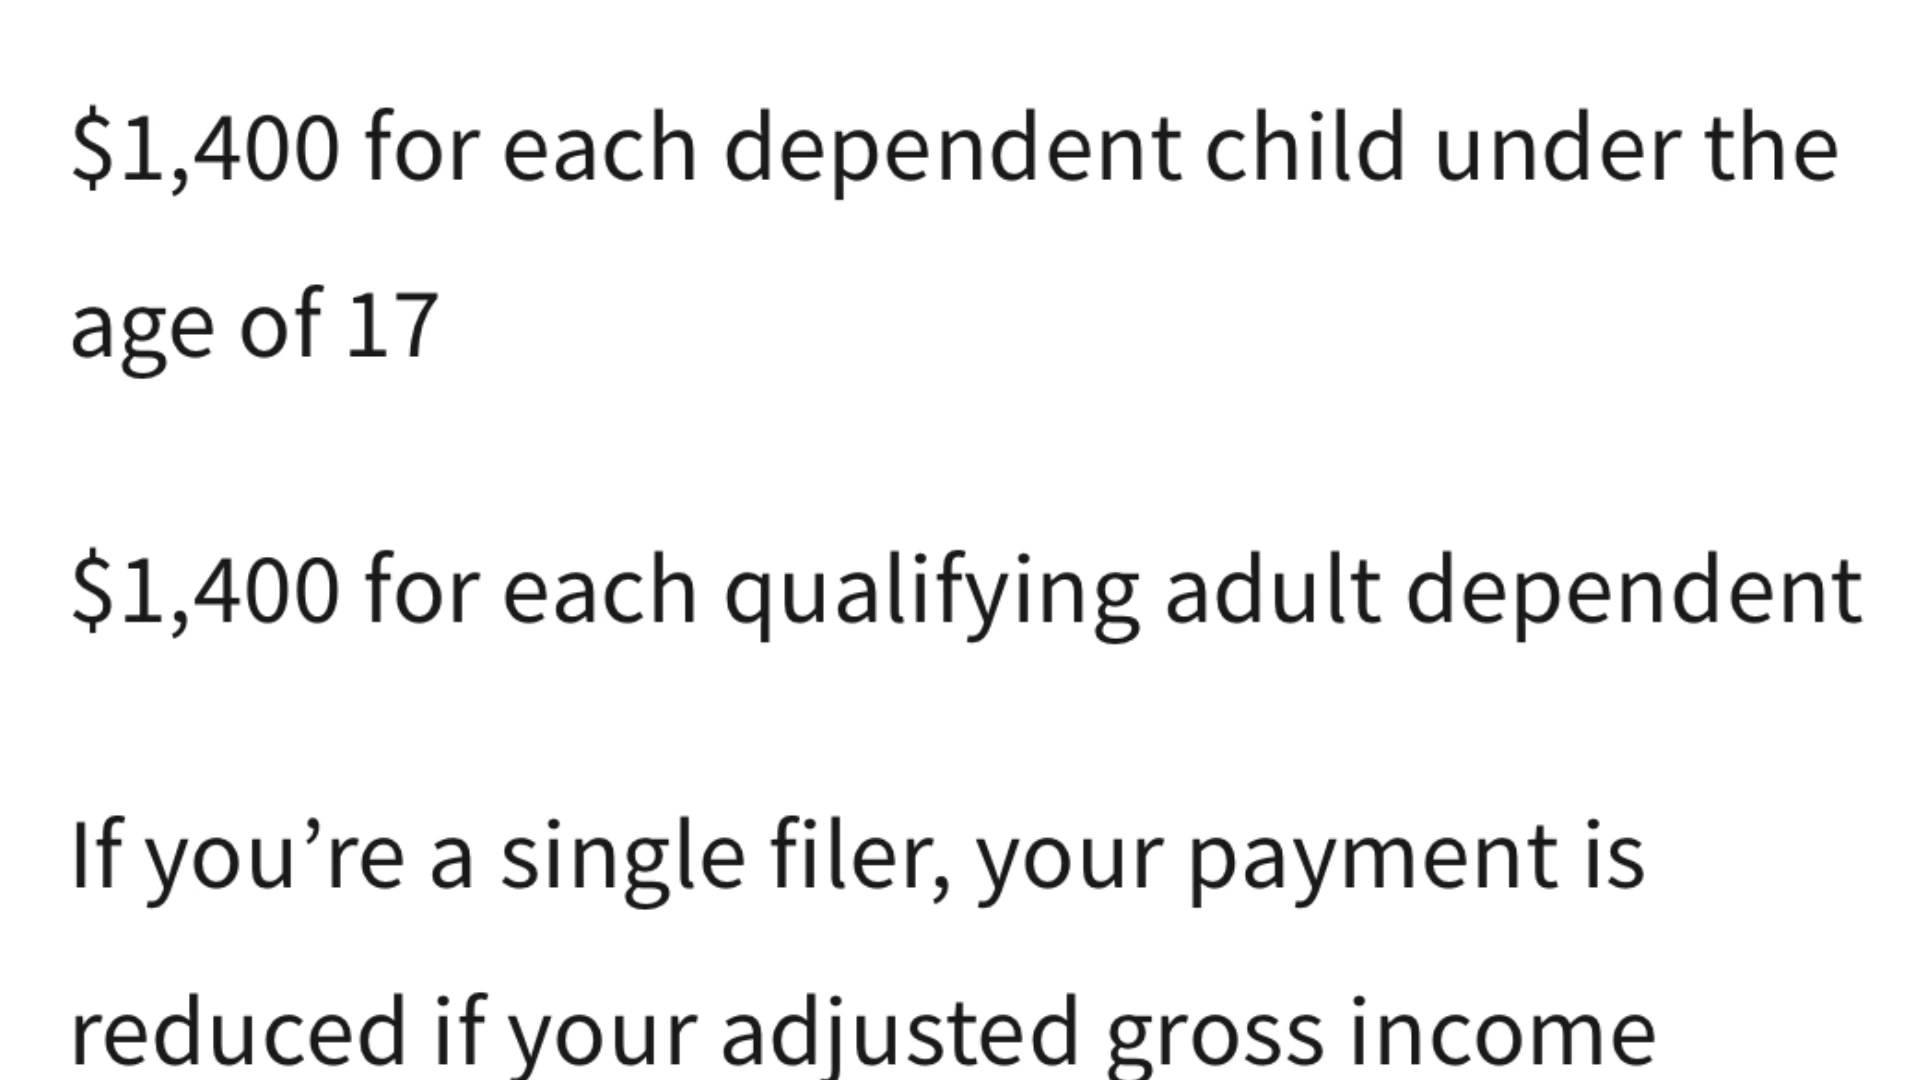 $1,400 for each dependent child under the
age of 17
$1,400 for each qualifying adult dependent
If you’re a single filer, your payment is
reduced if your adjusted gross income